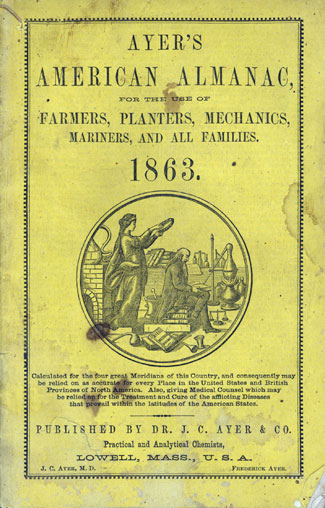 AYER'S
AMERICAN ALMANAC,
FOR THE USE OF
FARMERS, PLANTERS, MECHANICS,
MARINERS, AND ALL FAMILIES.
1863.
Calculated for the four great Meridians of this Country, and consequently may
be relied on as accurate for every Place in the United States and British
Provinces of North America. Also, giving Medical Counsel which may
be relied on for the Treatment and Cure of the afflicting Diseases
that prevail within the latitudes of the American States.
PUBLISHED BY DR. J. C. AYER & CO.
Practical and Analytical Chemists,
LOWELL, MASS., U. S. A.
J. C. AYER, M. D. FREDERICK AYER.